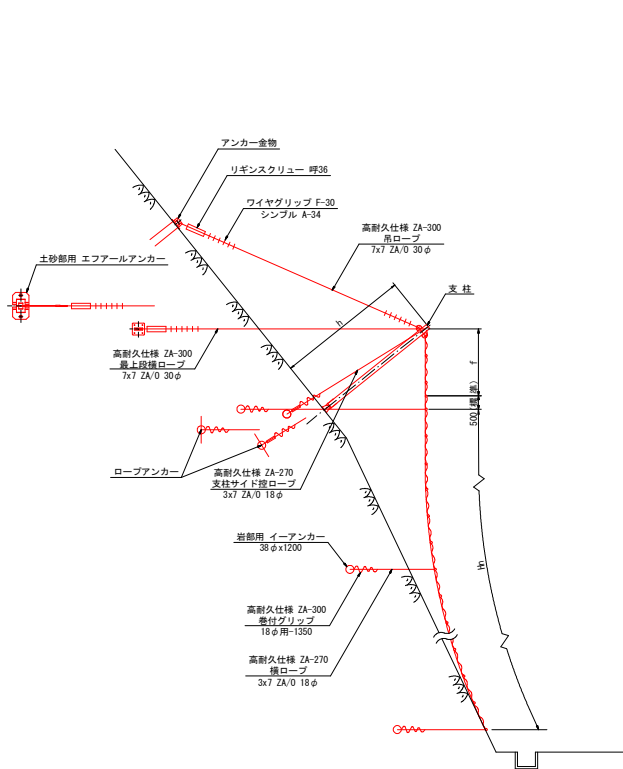 アンカー金物
リギンスクリュー 呼36
ワイヤグリップ F-30
シンブル A-34
高耐久仕様 ZA-300
吊ロープ
7x7 ZA/O 30φ
土砂部用 エフアールアンカー
支 柱
h
高耐久仕様 ZA-300
最上段横ロープ
7x7 ZA/O 30φ
f
500(標準)
ロープアンカー
高耐久仕様 ZA-270
支柱サイド控ロープ
3x7 ZA/O 18φ
岩部用 イーアンカー
38φx1200
Hn
高耐久仕様 ZA-300
巻付グリップ
18φ用-1350
高耐久仕様 ZA-270
横ロープ
3x7 ZA/O 18φ